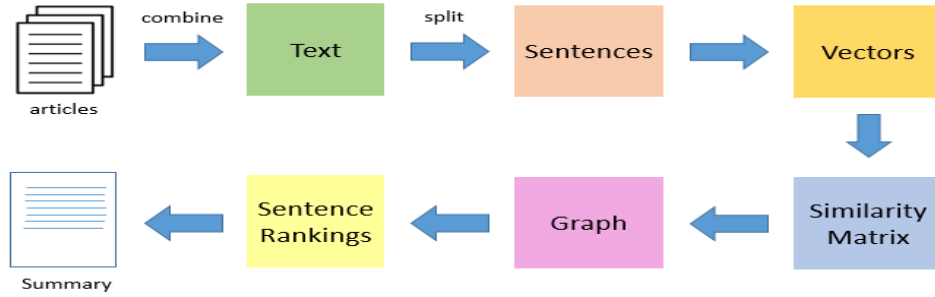 combine
split
Text
Sentences
Vectors
articles
Similarity
Matrix
Graph
Sentence
Rankings
Summary